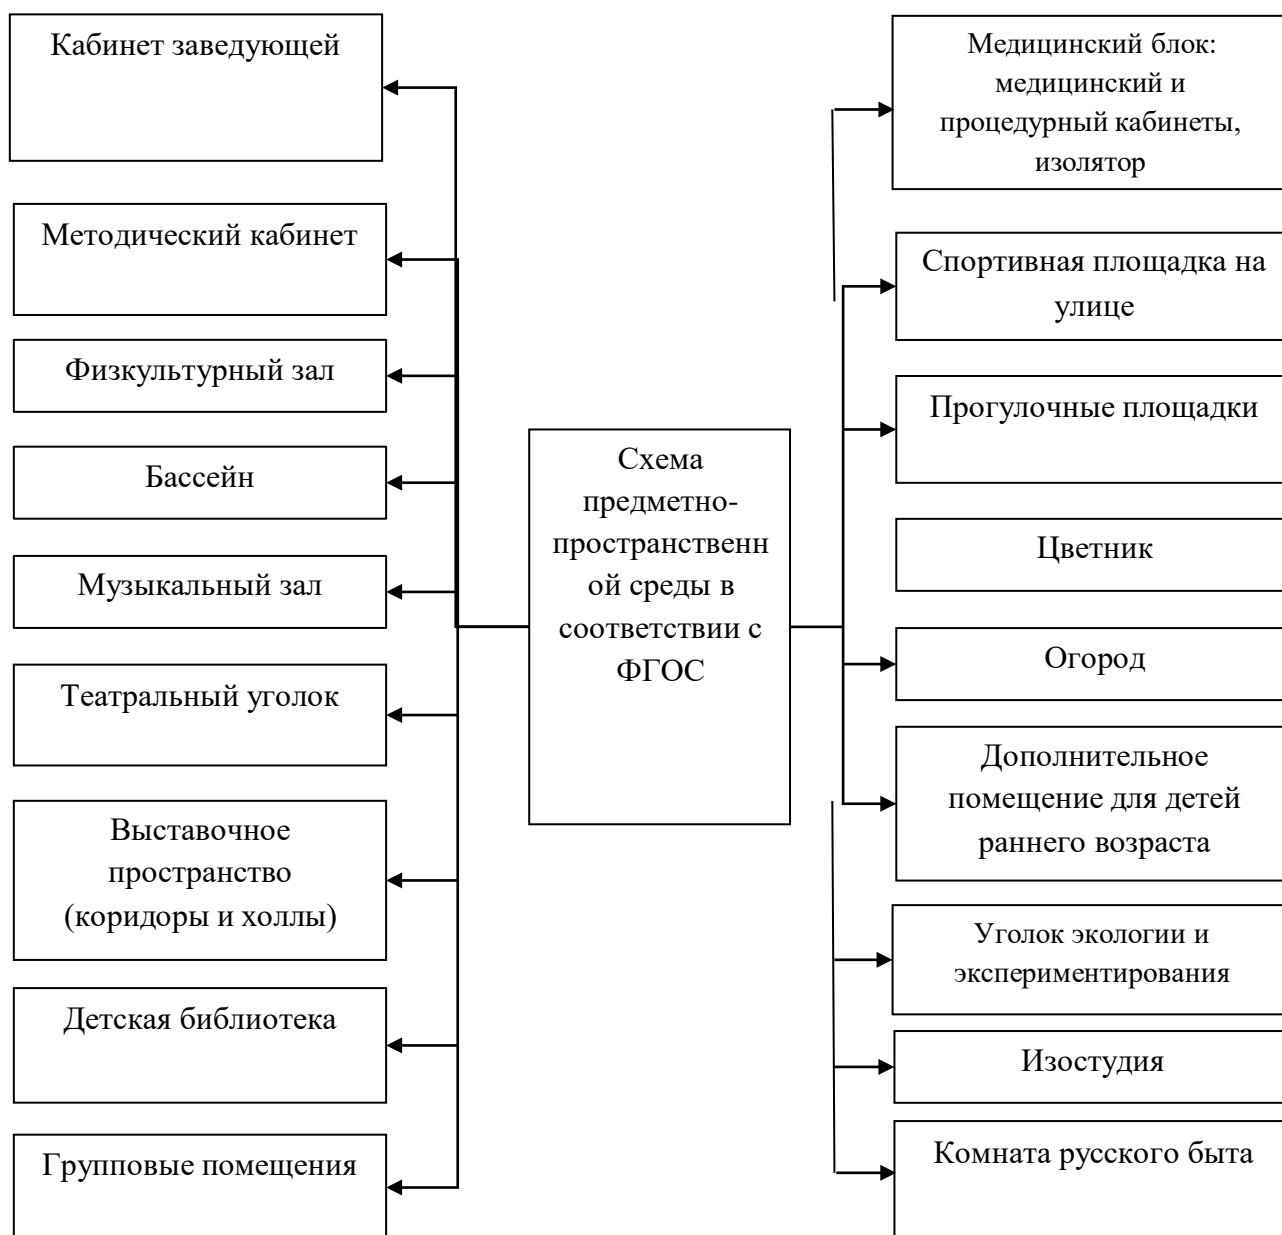 Кабинет заведующей
Методический кабинет
Физкультурный зал
Бассейн
Музыкальный зал
Театральный уголок
Выставочное
пространство
(коридоры и холлы)
Детская библиотека
Групповые помещения
Схема
предметно-
пространственн
ой среды в
соответствии с
ФГОС
Медицинский блок:
медицинский и
процедурный кабинеты,
изолятор
Спортивная площадка на
улице
Прогулочные площадки
Цветник
Огород
Дополнительное
помещение для детей
раннего возраста
Уголок экологии и
экспериментирования
Изостудия
Комната русского быта